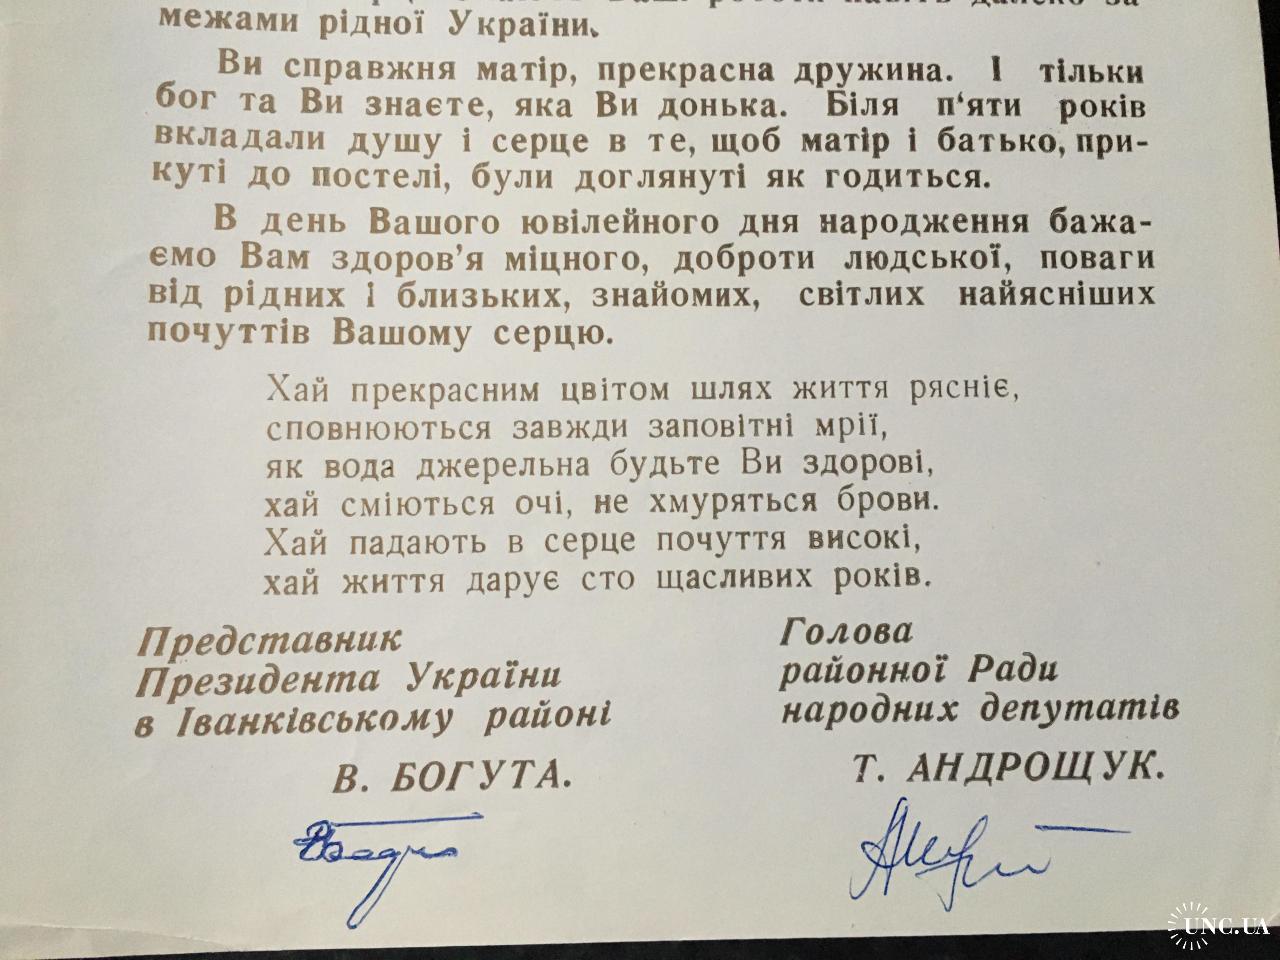 межами рідної України.
Ви справжня матір, прекрасна дружина. І тільки
бог та Ви знаєте, яка Ви донька. Біля п‘яти років
вкладали душу і серце в те, щоб матір і батько, при-
куті до постелі, були доглянуті як годиться.
В день Вашого ювілейного дня народження бажа-
ємо Вам здоров’я міцного, доброти людської, поваги
від рідних і близьких, знайомих, світлих найясніших
почуттів Вашому серцю.
Хай прекрасним цвітом шлях життя рясніє,
сповнюються завжди заповітні мрії,
як вода джерельна будьте Ви здорові,
хай сміються очі, не хмуряться брови.
Хай падають в серце почуття високі,
хай життя дарує сто щасливих років.
Представник
Президента України
в Іванківському районі
В. БОГУТА.
Голова
районної Ради
народних депутатів
Т. АНДРОЩУК.
UNC.UA